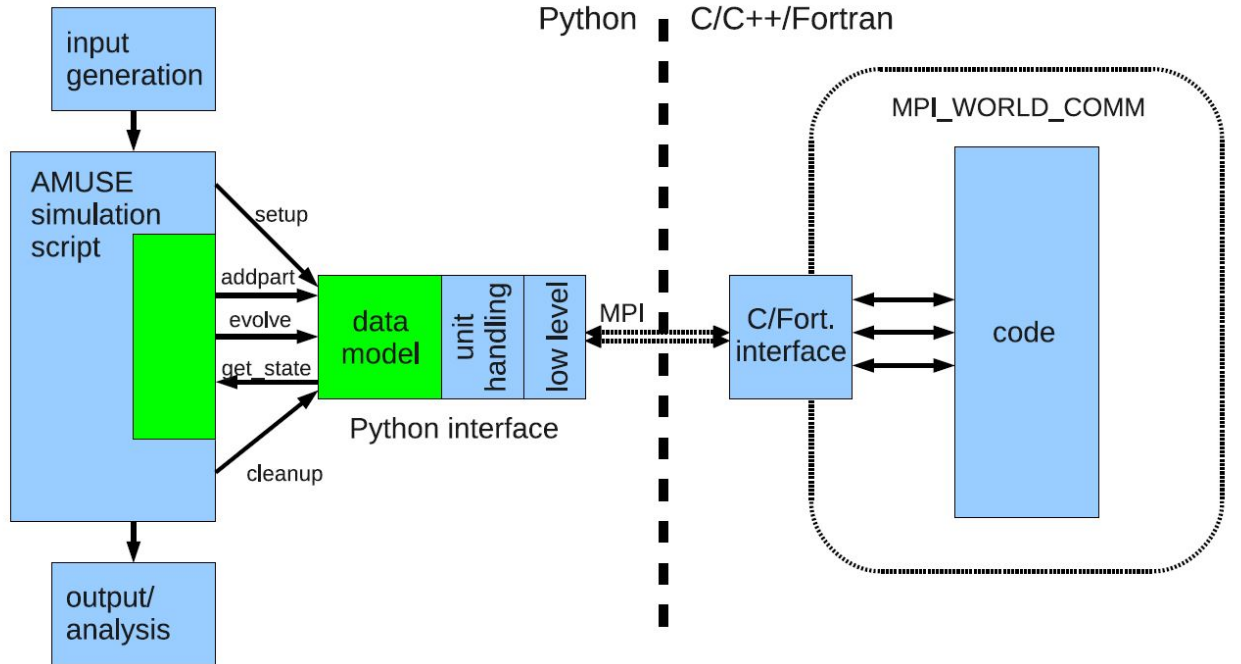 Python
C/C++/Fortran
input
generation
MPI_WORLD_COMM
AMUSE
simulation
script
setup
addpart
evolve
get_state
cleanup
data
model
unit
handling
low level
Python interface
MPI
C/Fort.
interface
code
output/
analysis